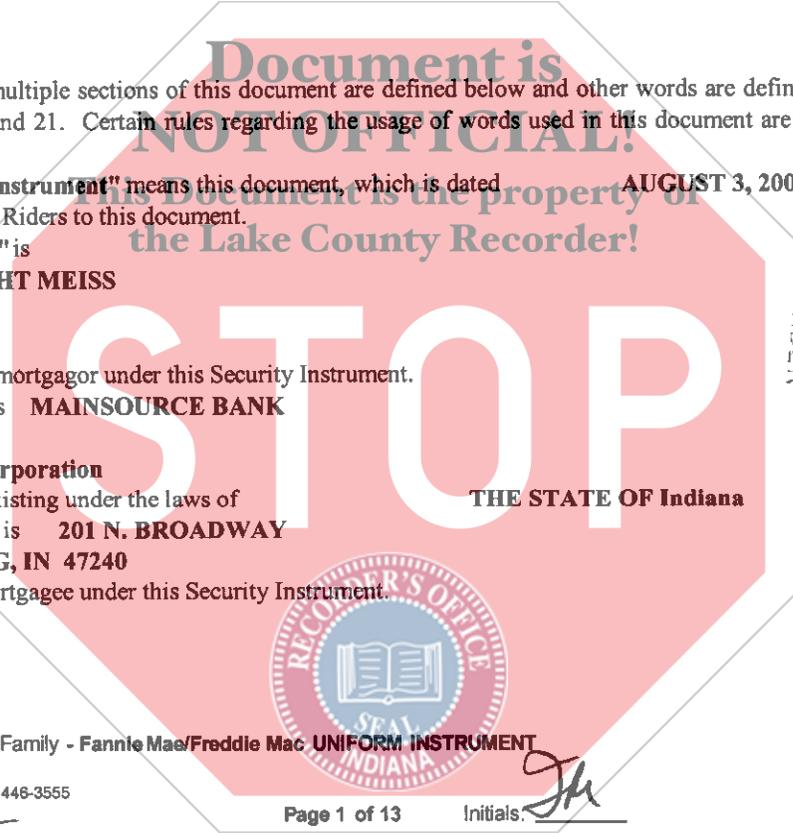 Document is
nultiple sections of this document are defined below and other words are defin
nd 21. Certain rules regarding the usage of words used in this document are
NOT OFFICIAL!
nstrument" means this document, which is dated AUGUST 3, 200
This Document is the property of
Riders to this document.
the Lake County Recorder!
" is
HT MEISS
STOP
mortgagor under this Security Instrument.
s MAINSOURCE BANK
rporation
isting under the laws of THE STATE OF Indiana
is 201 N. BROADWAY
G, IN 47240
rtgagee under this Security Instrument.
RECORDER'S OFFICE
SEAL
INDIANA
Family - Fannie Mae/Freddie Mac UNIFORM INSTRUMENT
446-3555
Page 1 of 13 Initials: